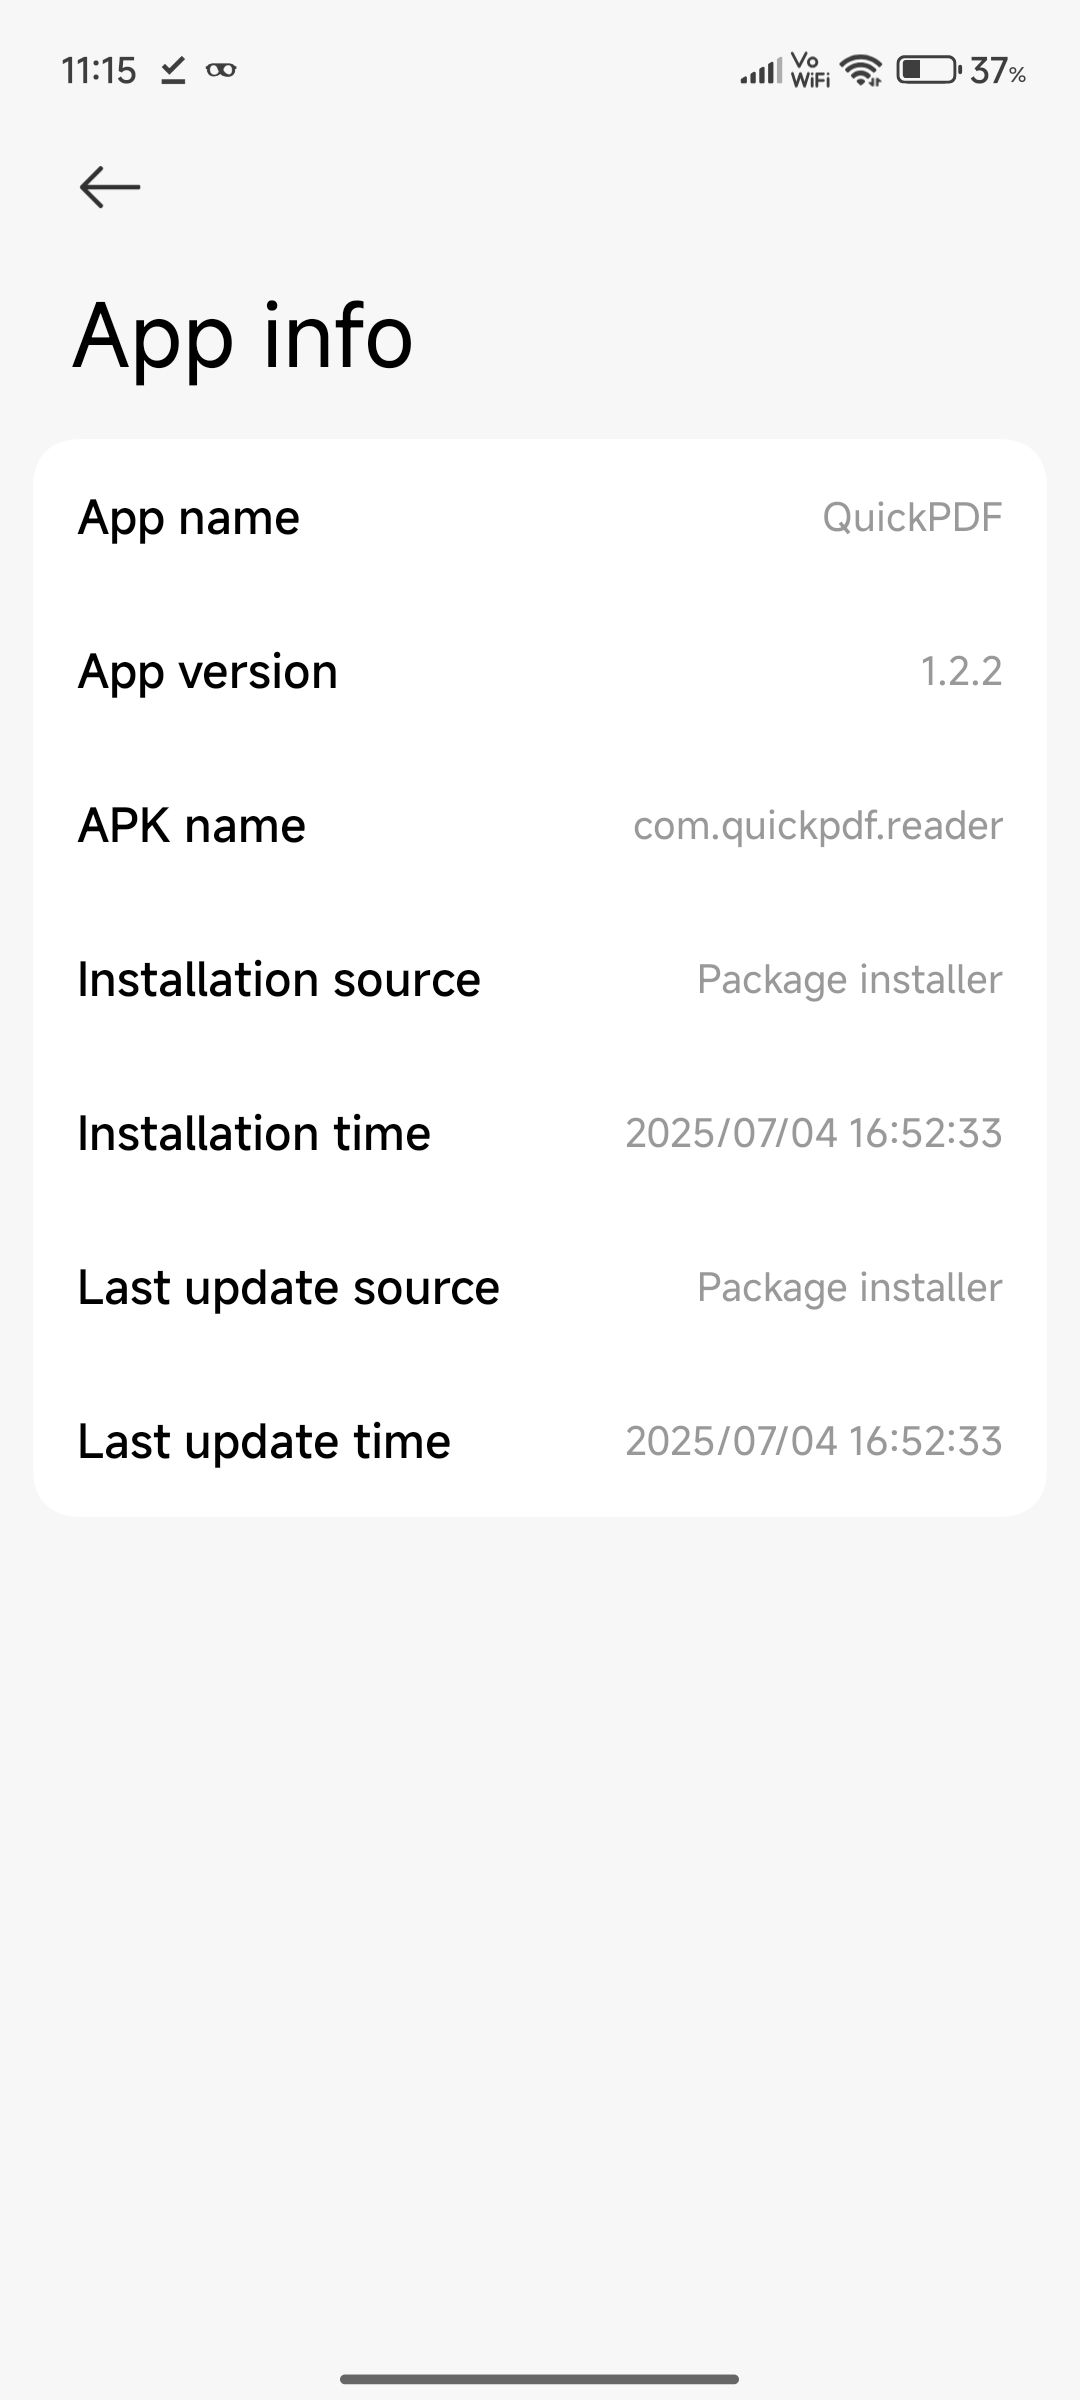 11:15 Vo WiFi 37%
App info
App name QuickPDF
App version 1.2.2
APK name com.quickpdf.reader
Installation source Package installer
Installation time 2025/07/04 16:52:33
Last update source Package installer
Last update time 2025/07/04 16:52:33